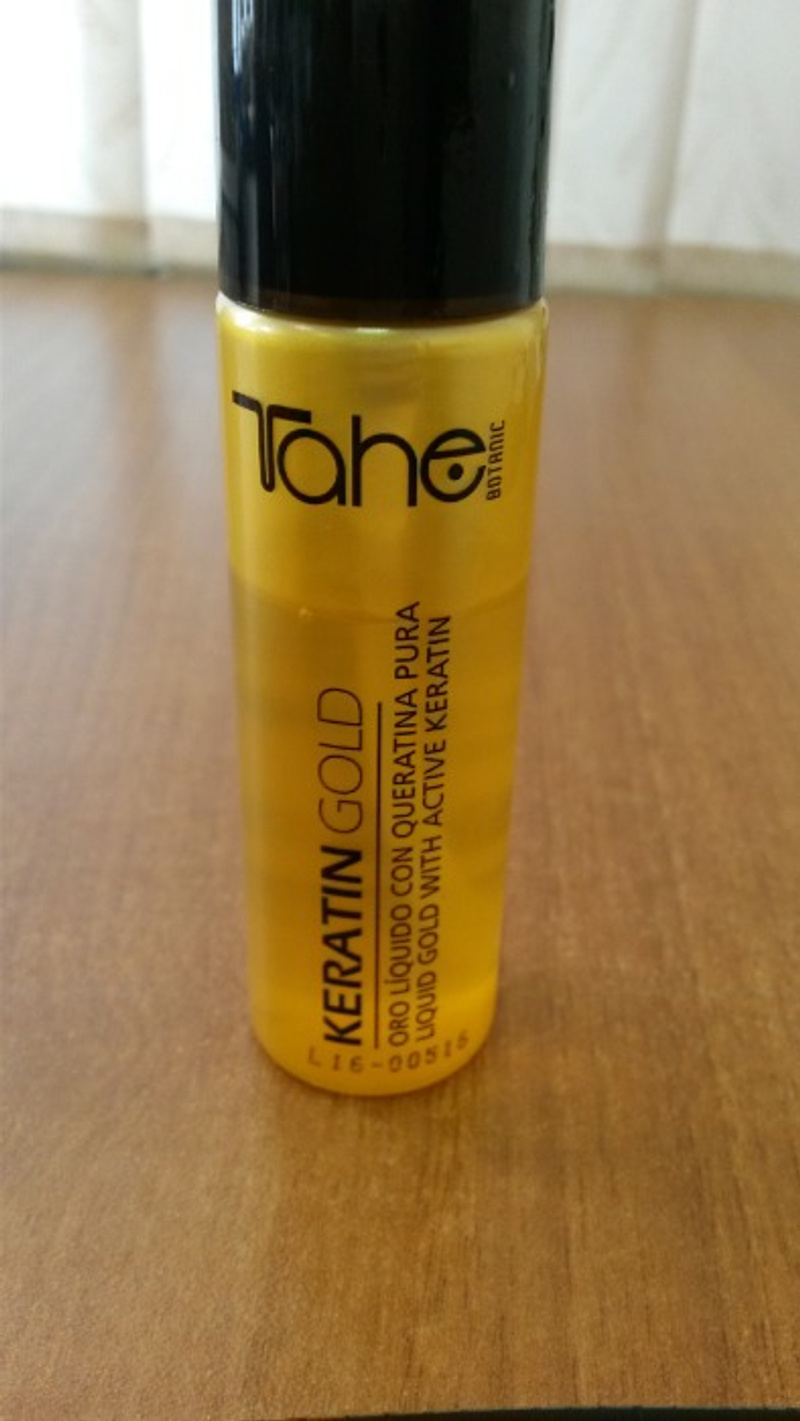 Tahe
BOTANIC
KERATIN GOLD
ORO LÍQUIDO CON QUERATINA PURA
LIQUID GOLD WITH ACTIVE KERATIN
L16-00516